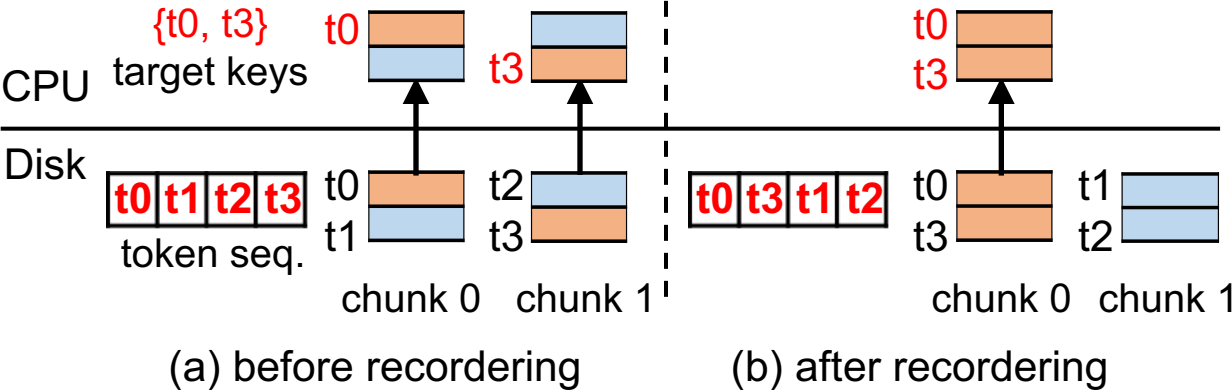 {t0, t3}
target keys
CPU
t0
t3
t0
t3
Disk
t0 t1 t2 t3
token seq.
t0
t1
t2
t3
chunk 0
chunk 1
t0 t3 t1 t2
t0
t3
t1
t2
chunk 0
chunk 1
(a) before recordering
(b) after recordering